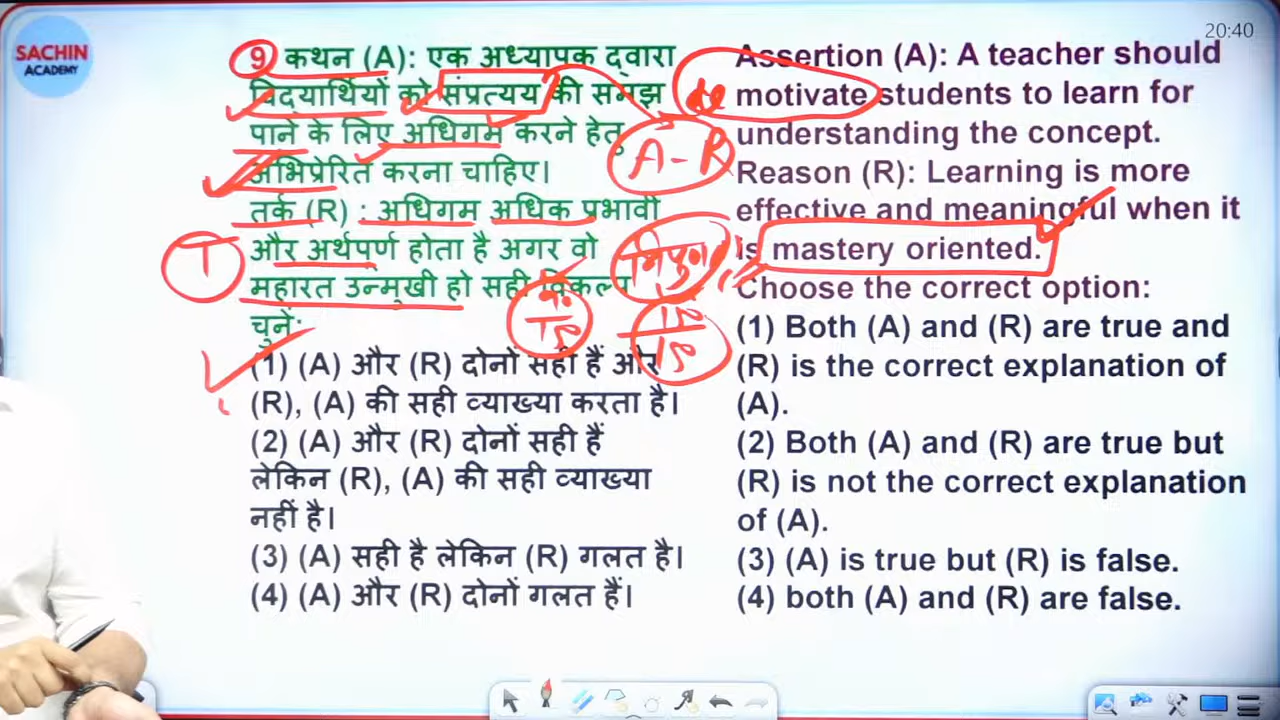 SACHIN
ACADEMY
20:40
9 कथन (A): एक अध्यापक द्वारा
विद्यार्थियों को संप्रत्यय की समझ
पाने के लिए अधिगम करने हेतु
अभिप्रेरित करना चाहिए।
तर्क (R) : अधिगम अधिक प्रभावी
और अर्थपूर्ण होता है अगर वो
महारत उन्मुखी हो सही विकल्प
चुनें:
(1) (A) और (R) दोनों सही हैं और
(R), (A) की सही व्याख्या करता है।
(2) (A) और (R) दोनों सही हैं
लेकिन (R), (A) की सही व्याख्या
नहीं है।
(3) (A) सही है लेकिन (R) गलत है।
(4) (A) और (R) दोनों गलत हैं।
T
A-R
निपुण
150
150
Assertion (A): A teacher should
motivate students to learn for
understanding the concept.
Reason (R): Learning is more
effective and meaningful when it
is mastery oriented.
Choose the correct option:
(1) Both (A) and (R) are true and
(R) is the correct explanation of
(A).
(2) Both (A) and (R) are true but
(R) is not the correct explanation
of (A).
(3) (A) is true but (R) is false.
(4) both (A) and (R) are false.